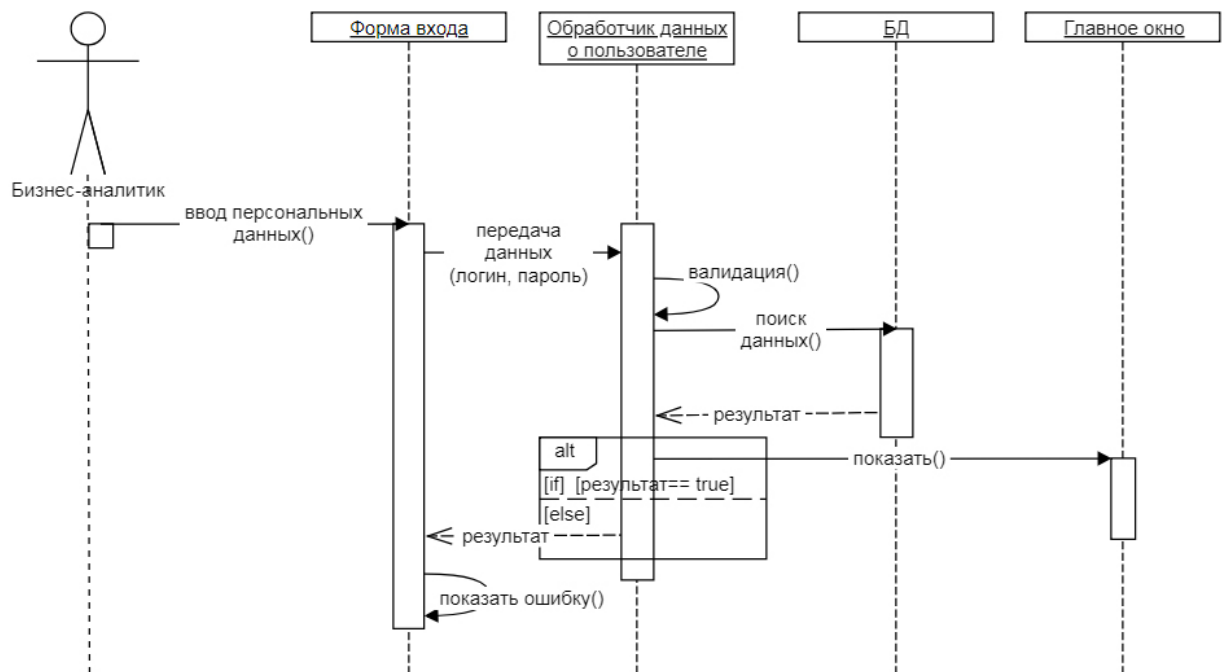 Форма входа
Обработчик данных
о пользователе
БД
Главное окно
Бизнес-аналитик
ввод персональных
данных()
передача
данных
(логин, пароль)
валидация()
поиск
данных()
результат
alt
показать()
[if] [результат== true]
[else]
результат
показать ошибку()